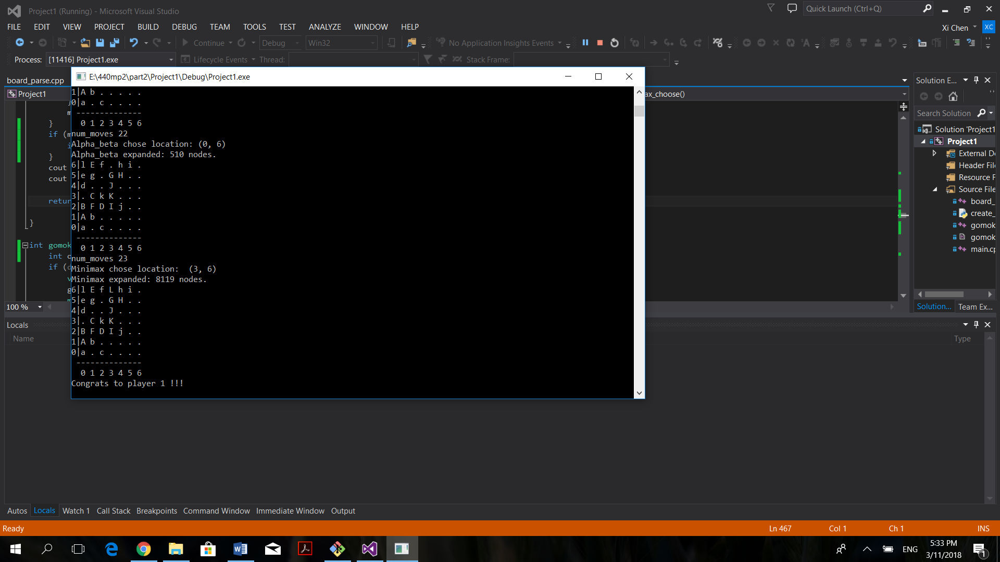 Project1 (Running) - Microsoft Visual Studio
Quick Launch (Ctrl+Q)
FILE EDIT VIEW PROJECT BUILD DEBUG TEAM TOOLS TEST ANALYZE WINDOW HELP
Xi Chen XC
Continue Debug Win32 No Application Insights Events
Process: [11416] Project1.exe Lifecycle Events Thread: Stack Frame:
board_parse.cpp
Project1
ax_choose()
E:\440mp2\part2\Project1\Debug\Project1.exe
1|A b . . . . .
0|a . c . . . .
--------------
0 1 2 3 4 5 6
num_moves 22
Alpha_beta chose location: (0, 6)
Alpha_beta expanded: 510 nodes.
6|l E f . h i .
5|e g . G H . .
4|d . . J . . .
3|. C k K . . .
2|B F D I j . .
1|A b . . . . .
0|a . c . . . .
--------------
0 1 2 3 4 5 6
num_moves 23
Minimax chose location:  (3, 6)
Minimax expanded: 8119 nodes.
6|l E f L h i .
5|e g . G H . .
4|d . . J . . .
3|. C k K . . .
2|B F D I j . .
1|A b . . . . .
0|a . c . . . .
--------------
0 1 2 3 4 5 6
Congrats to player 1 !!!
m
}
if (m
i
}
cout
cout
retur
}
int gomok
int c
if (d
v
g
m
100 %
Solution E...
Search Solution
Solution 'Project1
Project1
External De
Header File
Resource F
Source File
board_
create_
gomok
gomok
main.cp
Solution... Team Ex...
Locals
Name Type
Autos Locals Watch 1 Call Stack Breakpoints Command Window Immediate Window Output
Ready Ln 467 Col 1 Ch 1 INS
ENG
5:33 PM
3/11/2018
1